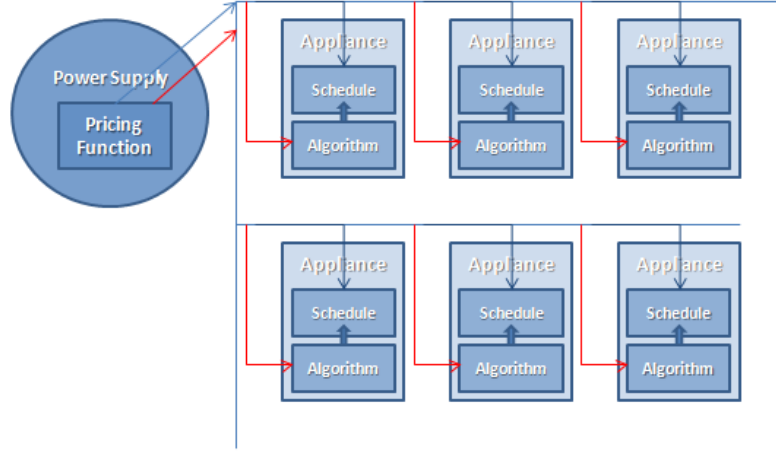 Power Supply
Pricing
Function
Appliance
Schedule
Algorithm
Appliance
Schedule
Algorithm
Appliance
Schedule
Algorithm
Appliance
Schedule
Algorithm
Appliance
Schedule
Algorithm
Appliance
Schedule
Algorithm